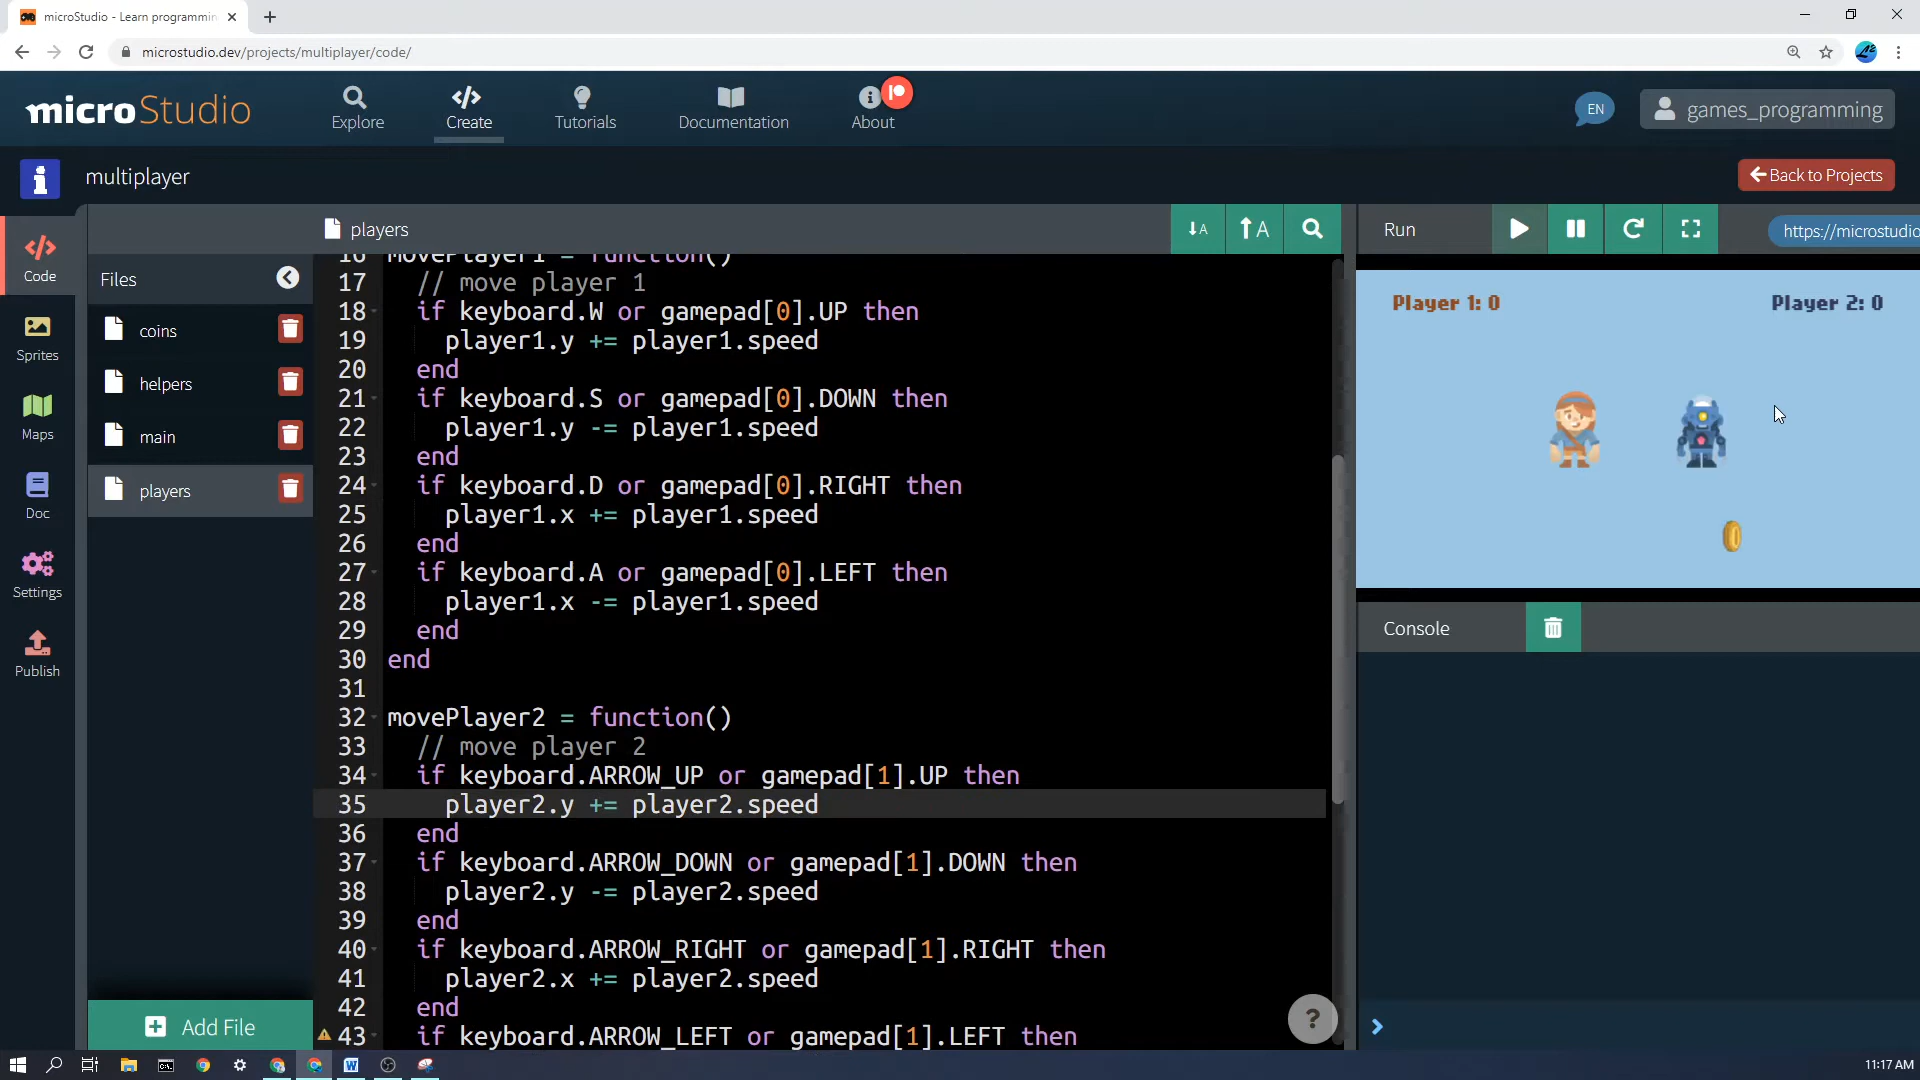 microStudio - Learn programmin
microstudio.dev/projects/multiplayer/code/
microStudio
Explore
Create
Tutorials
Documentation
About
EN
games_programming
multiplayer
Back to Projects
Code
Sprites
Maps
Doc
Settings
Publish
Files
coins
helpers
main
players
Add File
players
16 movePlayer1 = function()
17 // move player 1
18 if keyboard.W or gamepad[0].UP then
19 player1.y += player1.speed
20 end
21 if keyboard.S or gamepad[0].DOWN then
22 player1.y -= player1.speed
23 end
24 if keyboard.D or gamepad[0].RIGHT then
25 player1.x += player1.speed
26 end
27 if keyboard.A or gamepad[0].LEFT then
28 player1.x -= player1.speed
29 end
30 end
31
32 movePlayer2 = function()
33 // move player 2
34 if keyboard.ARROW_UP or gamepad[1].UP then
35 player2.y += player2.speed
36 end
37 if keyboard.ARROW_DOWN or gamepad[1].DOWN then
38 player2.y -= player2.speed
39 end
40 if keyboard.ARROW_RIGHT or gamepad[1].RIGHT then
41 player2.x += player2.speed
42 end
43 if keyboard.ARROW_LEFT or gamepad[1].LEFT then
?
Run
https://microstudio
Player 1: 0
Player 2: 0
Console
11:17 AM